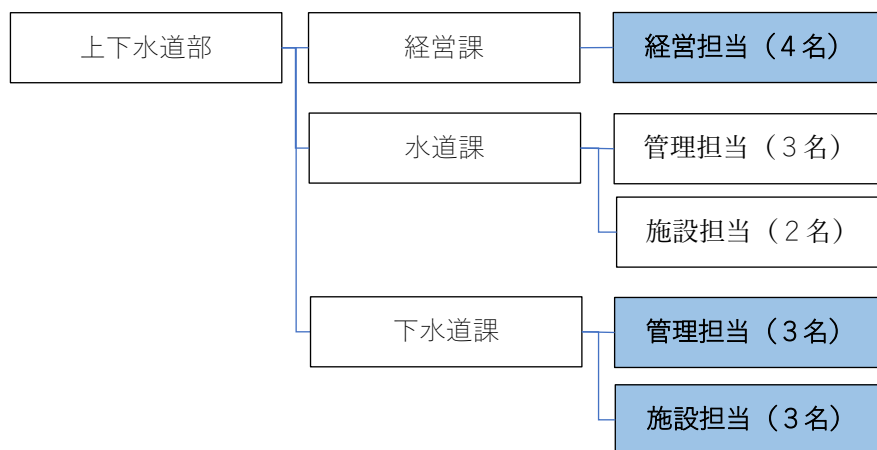 上下水道部
経営課
経営担当（４名）
水道課
管理担当（３名）
施設担当（２名）
下水道課
管理担当（３名）
施設担当（３名）